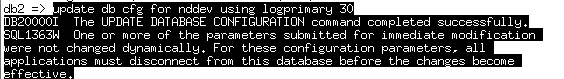 db2 => update db cfg for nddev using logprimary 30
DB20000I  The UPDATE DATABASE CONFIGURATION command completed successfully.
SQL1363W  One or more of the parameters submitted for immediate modification
were not changed dynamically. For these configuration parameters, all
applications must disconnect from this database before the changes become
effective.